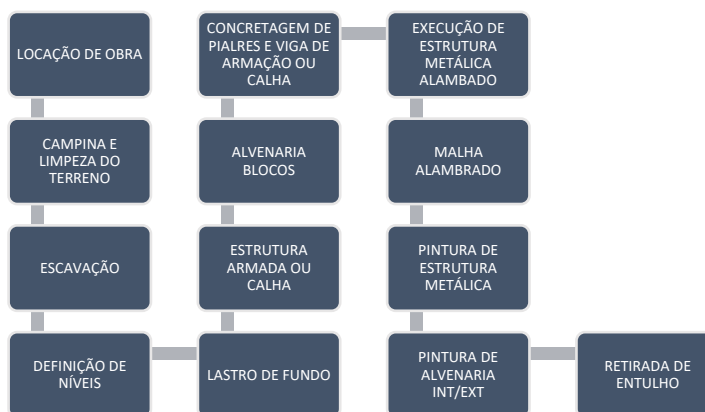 LOCAÇÃO DE OBRA
CAMPINA E
LIMPEZA DO
TERRENO
ESCAVAÇÃO
DEFINIÇÃO DE
NÍVEIS
LASTRO DE FUNDO
ESTRUTURA
ARMADA OU
CALHA
ALVENARIA
BLOCOS
CONCRETAGEM DE
PIALRES E VIGA DE
ARMAÇÃO OU
CALHA
EXECUÇÃO DE
ESTRUTURA
METÁLICA
ALAMBADO
MALHA
ALAMBRADO
PINTURA DE
ESTRUTURA
METÁLICA
PINTURA DE
ALVENARIA
INT/EXT
RETIRADA DE
ENTULHO